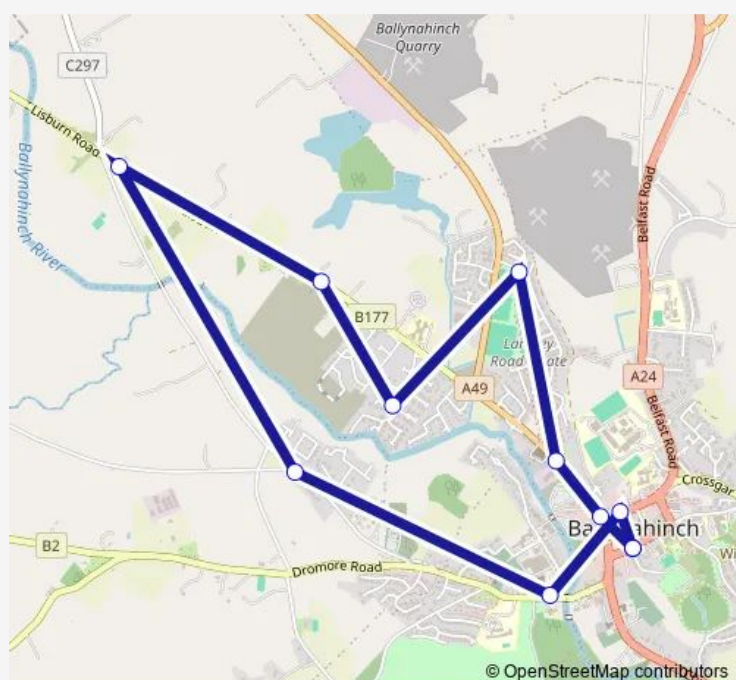 Ballynahinch
Quarry
C297
Lisburn Road
Ballynahinch River
Belfast Road
B177
A49
A24
Belfast Road
Crossgar
B2
Dromore Road
© OpenStreetMap contributors